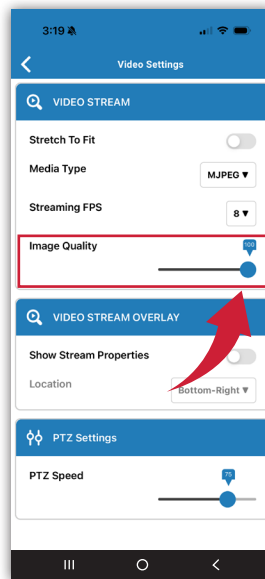 3:19
Video Settings
VIDEO STREAM
Stretch To Fit
Media Type
MJPEG ▼
Streaming FPS
8 ▼
Image Quality
100
VIDEO STREAM OVERLAY
Show Stream Properties
Location
Bottom-Right ▼
PTZ Settings
PTZ Speed
75